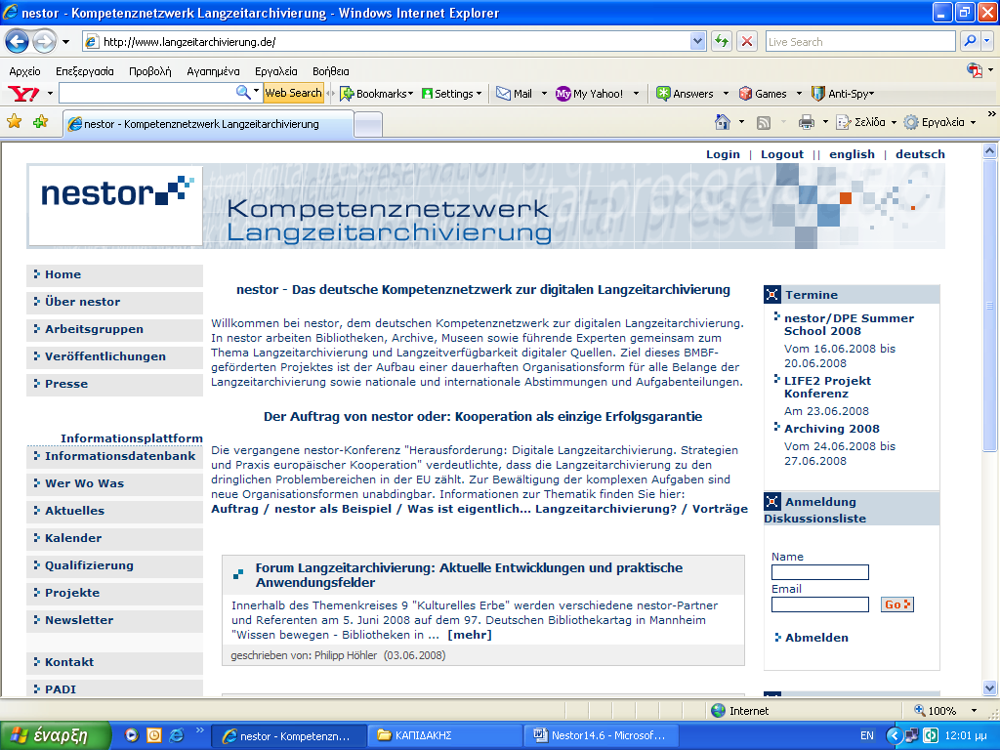 nestor - Kompetenznetzwerk Langzeitarchivierung - Windows Internet Explorer
http://www.langzeitarchivierung.de/
Live Search
Αρχείο Επεξεργασία Προβολή Αγαπημένα Εργαλεία Βοήθεια
Y! Web Search Bookmarks Settings Mail My My Yahoo! Answers Games Anti-Spy
nestor - Kompetenznetzwerk Langzeitarchivierung
Σελίδα Εργαλεία
Login | Logout || english | deutsch
nestor
Kompetenznetzwerk
Langzeitarchivierung
Home
Über nestor
Arbeitsgruppen
Veröffentlichungen
Presse
Informationsplattform
Informationsdatenbank
Wer Wo Was
Aktuelles
Kalender
Qualifizierung
Projekte
Newsletter
Kontakt
PADI
nestor - Das deutsche Kompetenznetzwerk zur digitalen Langzeitarchivierung
Willkommen bei nestor, dem deutschen Kompetenznetzwerk zur digitalen Langzeitarchivierung.
In nestor arbeiten Bibliotheken, Archive, Museen sowie führende Experten gemeinsam zum
Thema Langzeitarchivierung und Langzeitverfügbarkeit digitaler Quellen. Ziel dieses BMBF-
geförderten Projektes ist der Aufbau einer dauerhaften Organisationsform für alle Belange der
Langzeitarchivierung sowie nationale und internationale Abstimmungen und Aufgabenteilungen.
Der Auftrag von nestor oder: Kooperation als einzige Erfolgsgarantie
Die vergangene nestor-Konferenz "Herausforderung: Digitale Langzeitarchivierung. Strategien
und Praxis europäischer Kooperation" verdeutlichte, dass die Langzeitarchivierung zu den
dringlichen Problembereichen in der EU zählt. Zur Bewältigung der komplexen Aufgaben sind
neue Organisationsformen unabdingbar. Informationen zur Thematik finden Sie hier:
Auftrag / nestor als Beispiel / Was ist eigentlich... Langzeitarchivierung? / Vorträge
Forum Langzeitarchivierung: Aktuelle Entwicklungen und praktische
Anwendungsfelder
Innerhalb des Themenkreises 9 "Kulturelles Erbe" werden verschiedene nestor-Partner
und Referenten am 5. Juni 2008 auf dem 97. Deutschen Bibliothekartag in Mannheim
"Wissen bewegen - Bibliotheken in ... [mehr]
geschrieben von: Philipp Höhler (03.06.2008)
Termine
nestor/DPE Summer
School 2008
Vom 16.06.2008 bis
20.06.2008
LIFE2 Projekt
Konferenz
Am 23.06.2008
Archiving 2008
Vom 24.06.2008 bis
27.06.2008
Anmeldung
Diskussionsliste
Name
Email
Go
Abmelden
Internet 100%
έναρξη » nestor - Kompetenzn... ΚΑΠΙΔΑΚΗΣ Nestor14.6 - Microsof... EN 12:01 μμ